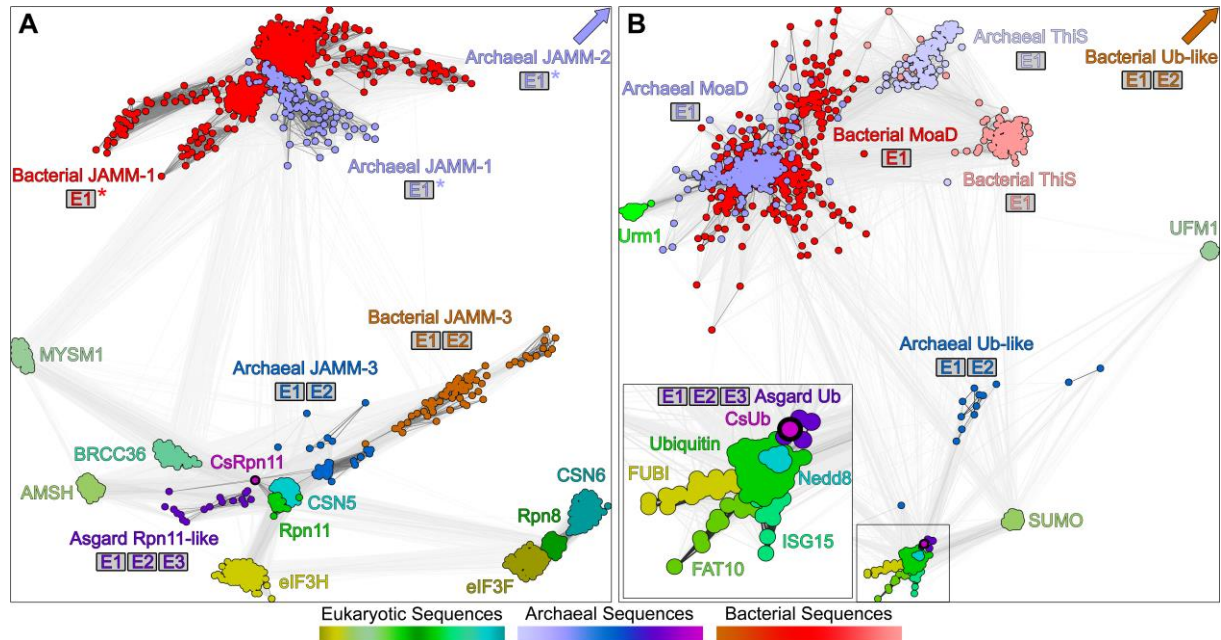 A
Archaeal JAMM-2
E1*
Bacterial JAMM-1
E1*
Archaeal JAMM-1
E1*
MYSM1
Bacterial JAMM-3
E1 E2
Archaeal JAMM-3
E1 E2
BRCC36
CsRpn11
AMSH
CSN5
CSN6
Rpn11
Rpn8
Asgard Rpn11-like
E1 E2 E3
eIF3H
eIF3F
B
Archaeal ThiS
E1
Bacterial Ub-like
E1 E2
Archaeal MoaD
E1
Bacterial MoaD
E1
Bacterial ThiS
E1
Urm1
UFM1
Archaeal Ub-like
E1 E2
E1 E2 E3 Asgard Ub
CsUb
Ubiquitin
FUBI
Nedd8
ISG15
FAT10
SUMO
Eukaryotic Sequences
Archaeal Sequences
Bacterial Sequences